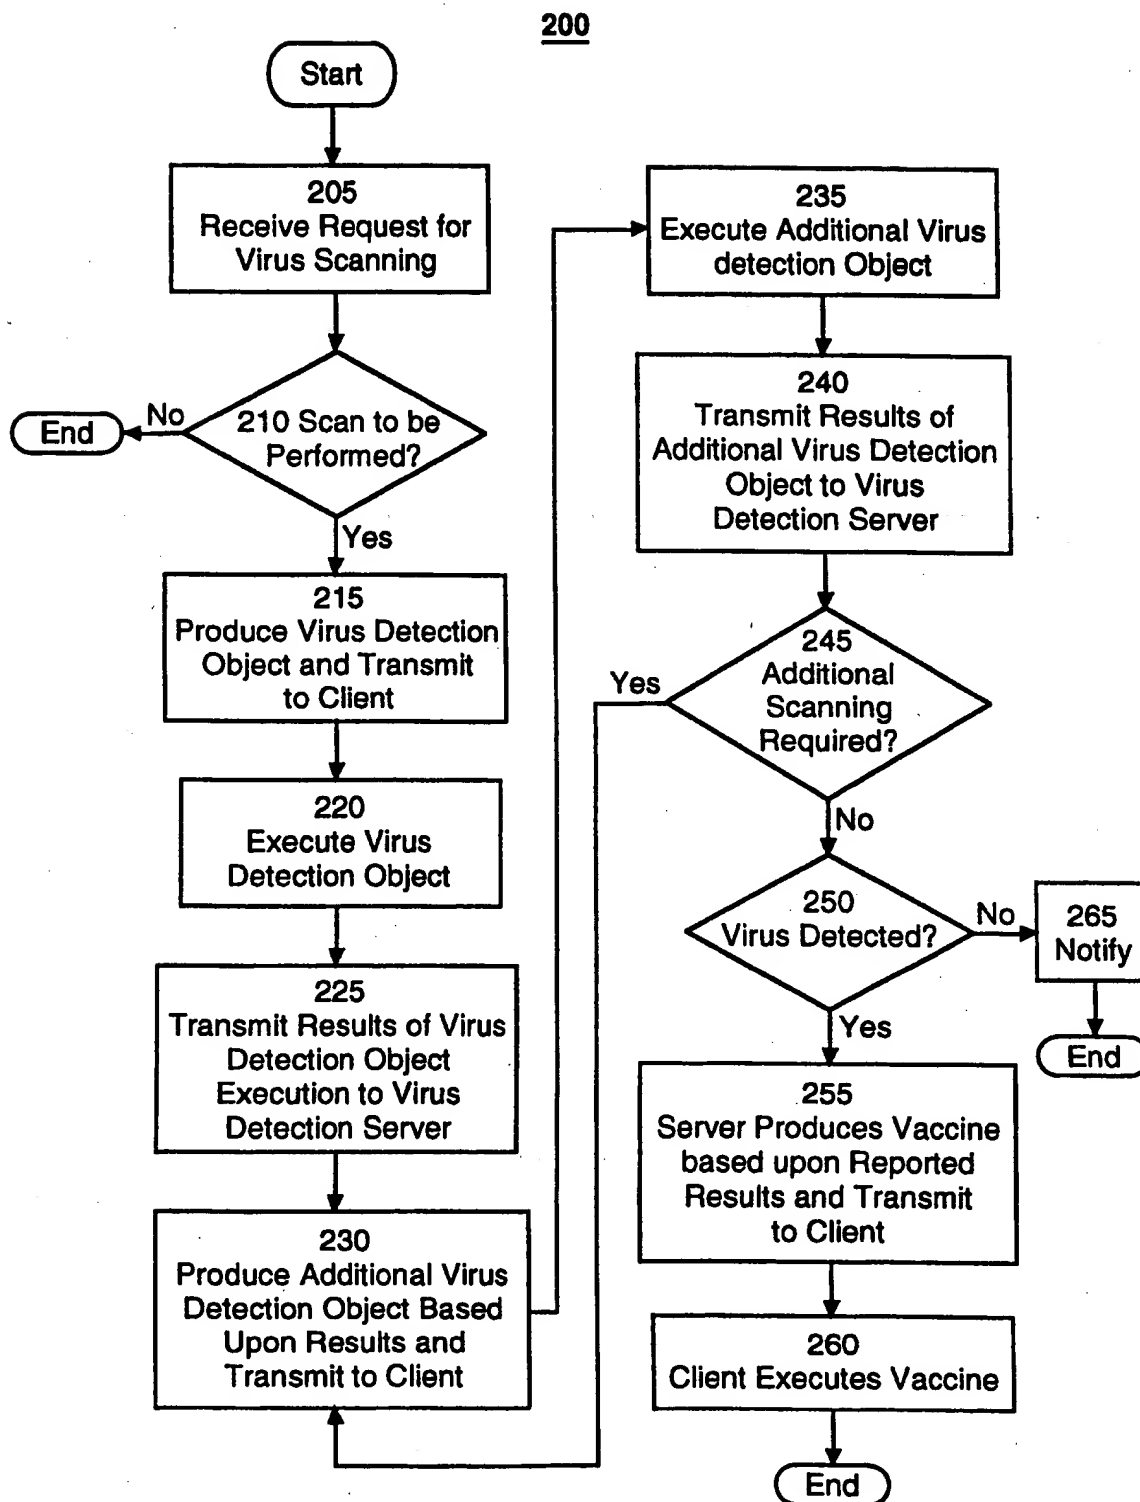 200
Start
205
Receive Request for
Virus Scanning
210 Scan to be
Performed?
No
End
Yes
215
Produce Virus Detection
Object and Transmit
to Client
220
Execute Virus
Detection Object
225
Transmit Results of Virus
Detection Object
Execution to Virus
Detection Server
230
Produce Additional Virus
Detection Object Based
Upon Results and
Transmit to Client
235
Execute Additional Virus
detection Object
240
Transmit Results of
Additional Virus Detection
Object to Virus
Detection Server
245
Additional
Scanning
Required?
Yes
No
250
Virus Detected?
No
265
Notify
End
Yes
255
Server Produces Vaccine
based upon Reported
Results and Transmit
to Client
260
Client Executes Vaccine
End